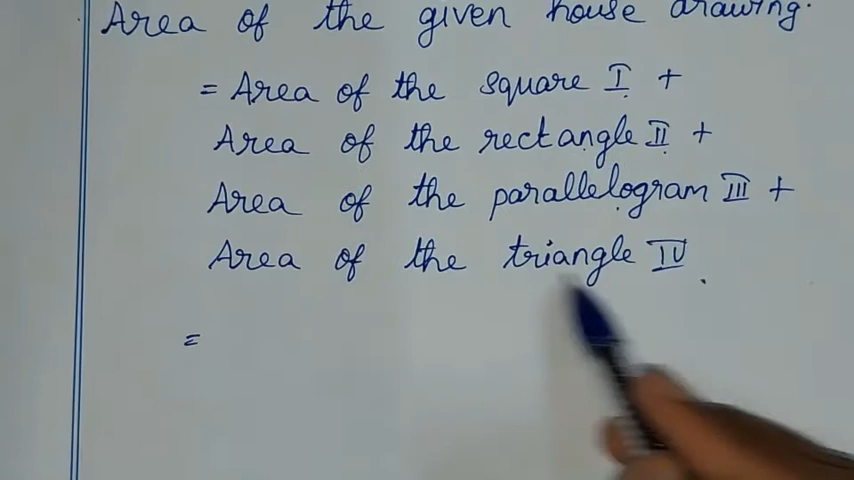 Area of the given house drawing.
= Area of the square I +
Area of the rectangle II +
Area of the parallelogram III +
Area of the triangle IV.
=